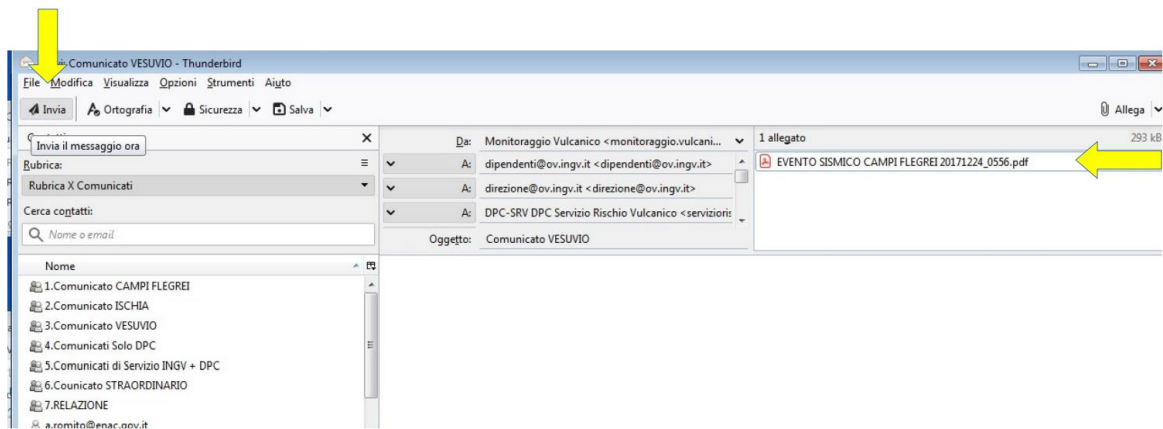 Comunicato VESUVIO - Thunderbird
File Modifica Visualizza Opzioni Strumenti Aiuto
Invia Ortografia Sicurezza Salva Allega
Invia il messaggio ora
Rubrica:
Rubrica X Comunicati
Cerca contatti:
Nome o email
Nome
1.Comunicato CAMPI FLEGREI
2.Comunicato ISCHIA
3.Comunicato VESUVIO
4.Comunicati Solo DPC
5.Comunicati di Servizio INGV + DPC
6.Counicato STRAORDINARIO
7.RELAZIONE
a.romito@enac.gov.it
Da: Monitoraggio Vulcanico <monitoraggio.vulcani...
A: dipendenti@ov.ingv.it <dipendenti@ov.ingv.it>
A: direzione@ov.ingv.it <direzione@ov.ingv.it>
A: DPC-SRV DPC Servizio Rischio Vulcanico <servizioris
Oggetto: Comunicato VESUVIO
1 allegato 293 kB
EVENTO SISMICO CAMPI FLEGREI 20171224_0556.pdf